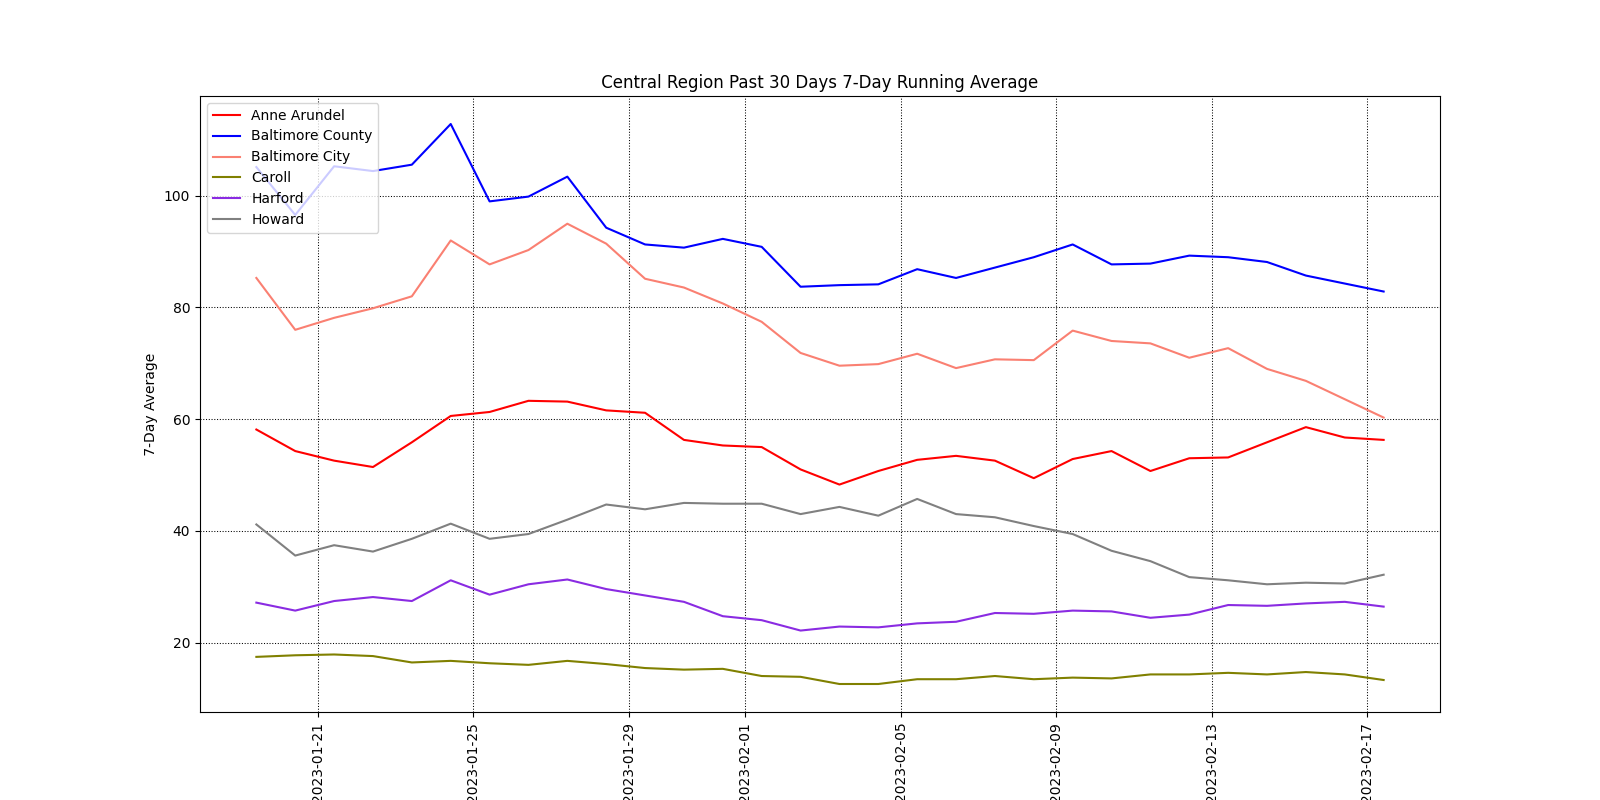 Central Region Past 30 Days 7-Day Running Average
Anne Arundel
Baltimore County
Baltimore City
Caroll
Harford
Howard
7-Day Average
100
80
60
40
20
2023-01-21
2023-01-25
2023-01-29
2023-02-01
2023-02-05
2023-02-09
2023-02-13
2023-02-17